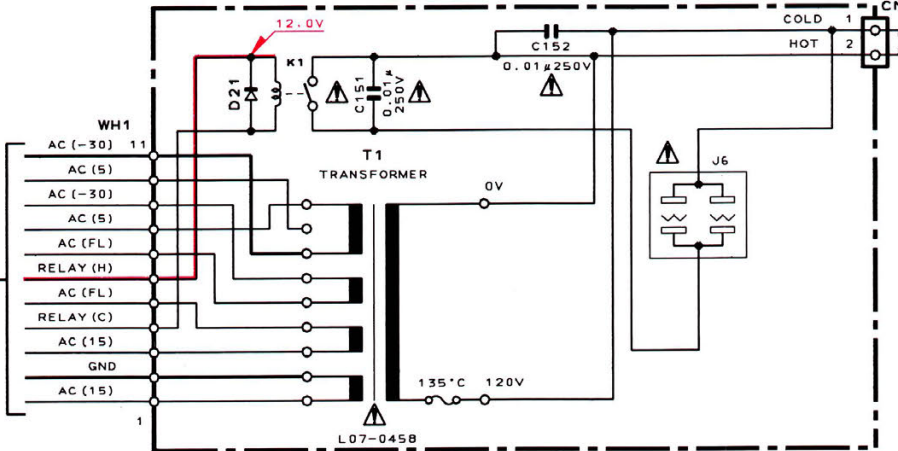 CN
12.0V
COLD 1
C152
HOT 2
K1
0.01µ250V
D21
C151
0.01µ
250V
WH1
AC(-30) 11
T1
TRANSFORMER
J6
AC(5)
AC(-30)
0V
AC(5)
AC(FL)
RELAY(H)
AC(FL)
RELAY(C)
AC(15)
GND
135°C 120V
AC(15)
1
L07-0458